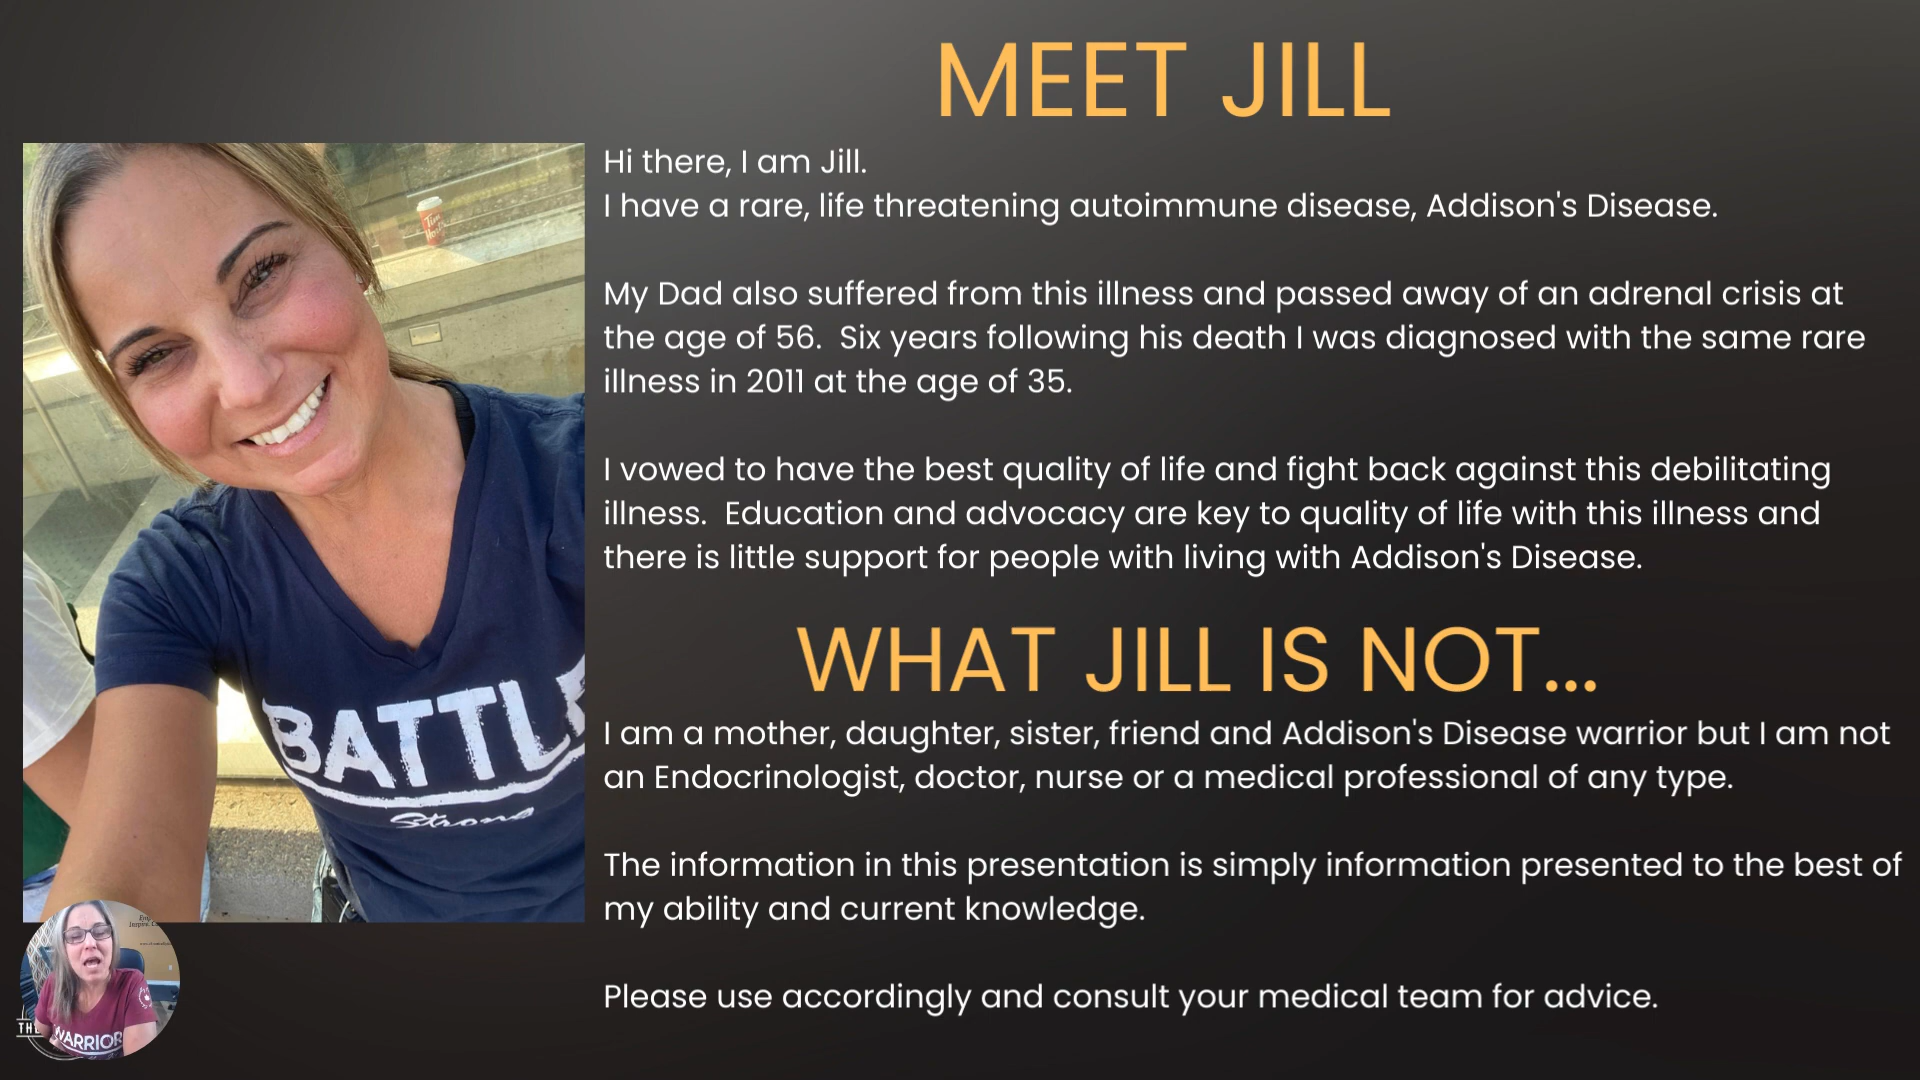 MEET JILL
Hi there, I am Jill.
I have a rare, life threatening autoimmune disease, Addison's Disease.
My Dad also suffered from this illness and passed away of an adrenal crisis at
the age of 56.  Six years following his death I was diagnosed with the same rare
illness in 2011 at the age of 35.
I vowed to have the best quality of life and fight back against this debilitating
illness.  Education and advocacy are key to quality of life with this illness and
there is little support for people with living with Addison's Disease.
WHAT JILL IS NOT...
I am a mother, daughter, sister, friend and Addison's Disease warrior but I am not
an Endocrinologist, doctor, nurse or a medical professional of any type.
The information in this presentation is simply information presented to the best of
my ability and current knowledge.
Please use accordingly and consult your medical team for advice.
Tim
BATTLE
Strong
THE
WARRIOR